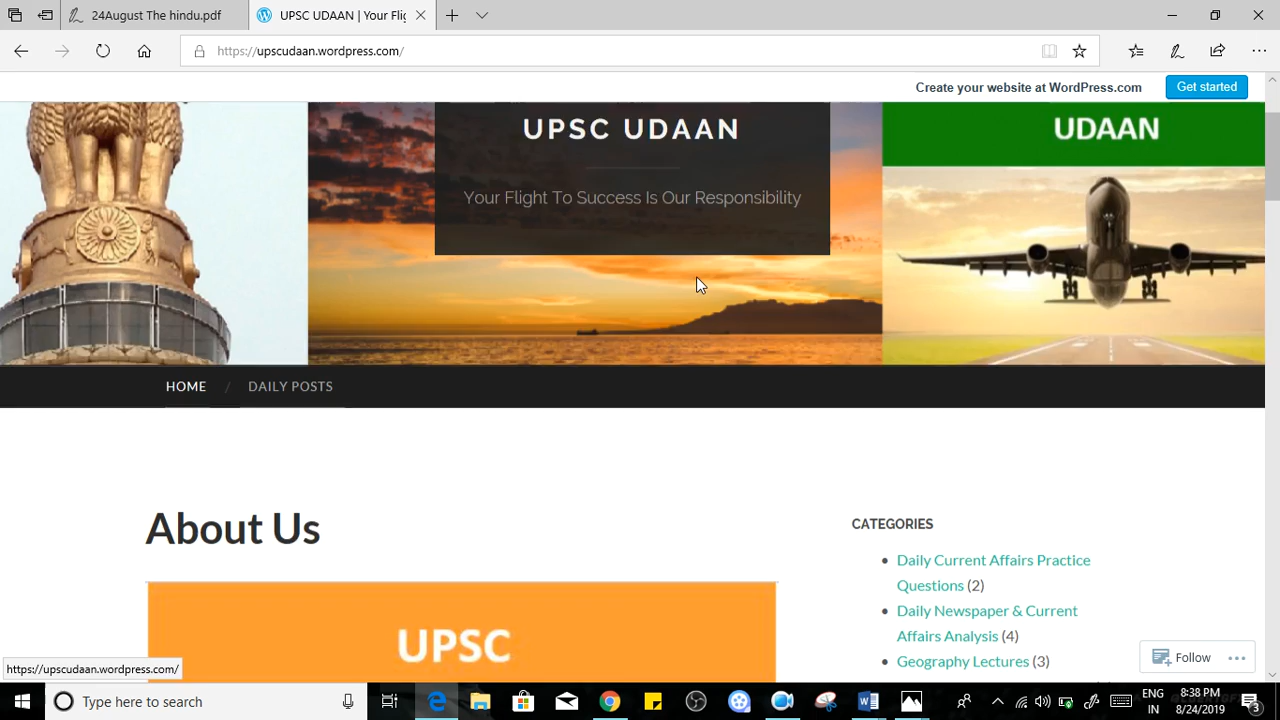 24August The hindu.pdf
UPSC UDAAN | Your Flig
https://upscudaan.wordpress.com/
Create your website at WordPress.com
Get started
UPSC UDAAN
Your Flight To Success Is Our Responsibility
UDAAN
HOME / DAILY POSTS
About Us
UPSC
CATEGORIES
Daily Current Affairs Practice
Questions (2)
Daily Newspaper & Current
Affairs Analysis (4)
Geography Lectures (3)
Follow
https://upscudaan.wordpress.com/
Type here to search
ENG
IN
8:38 PM
8/24/2019
3